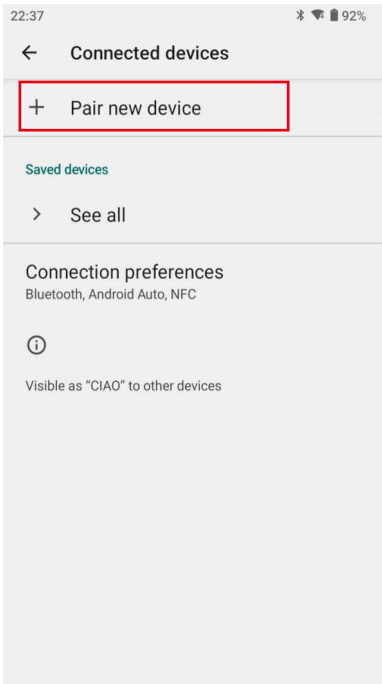 22:37 92%
Connected devices
Pair new device
Saved devices
See all
Connection preferences
Bluetooth, Android Auto, NFC
Visible as “CIAO” to other devices